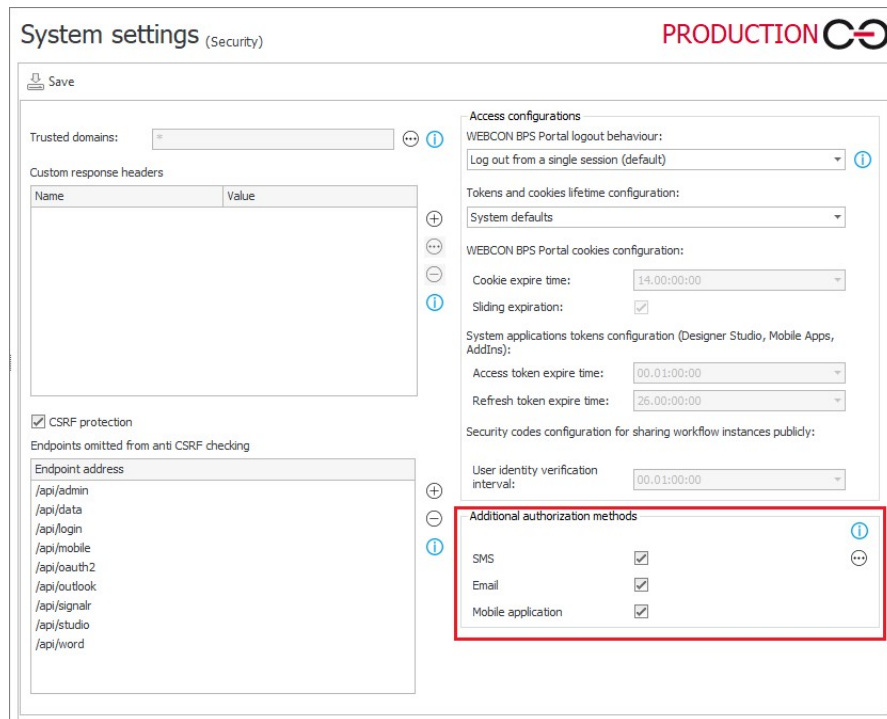 System settings (Security)
PRODUCTION
Save
Trusted domains:
*
Custom response headers
Name Value
CSRF protection
Endpoints omitted from anti CSRF checking
Endpoint address
/api/admin
/api/data
/api/login
/api/mobile
/api/oauth2
/api/outlook
/api/signalr
/api/studio
/api/word
Access configurations
WEBCON BPS Portal logout behaviour:
Log out from a single session (default)
Tokens and cookies lifetime configuration:
System defaults
WEBCON BPS Portal cookies configuration:
Cookie expire time: 14.00:00:00
Sliding expiration:
System applications tokens configuration (Designer Studio, Mobile Apps,
AddIns):
Access token expire time: 00.01:00:00
Refresh token expire time: 26.00:00:00
Security codes configuration for sharing workflow instances publicly:
User identity verification
interval: 00.01:00:00
Additional authorization methods
SMS
Email
Mobile application